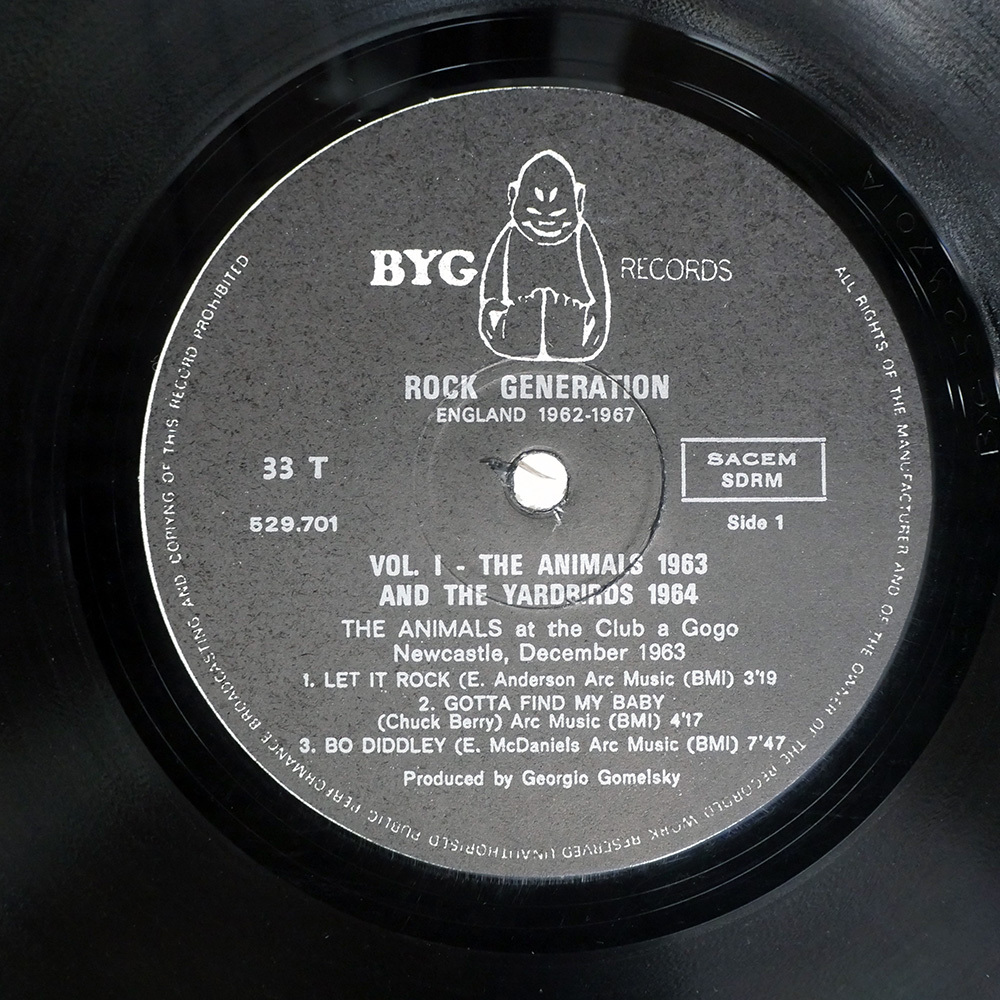 BYG RECORDS
ROCK GENERATION
ENGLAND 1962-1967
33 T
529.701
SACEM
SDRM
Side 1
VOL. I - THE ANIMALS 1963
AND THE YARDBIRDS 1964
THE ANIMALS at the Club a Gogo
Newcastle, December 1963
1. LET IT ROCK (E. Anderson Arc Music (BMI) 3'19
2. GOTTA FIND MY BABY
(Chuck Berry) Arc Music (BMI) 4'17
3. BO DIDDLEY (E. McDaniels Arc Music (BMI) 7'47
Produced by Georgio Gomelsky
ALL RIGHTS OF THE MANUFACTURER AND OF THE OWNER OF THE RECORDED WORK RESERVED UNAUTHORISED PUBLIC PERFORMANCE BROADCASTING AND COPIYNG OF THIS RECORD PROHIBITED